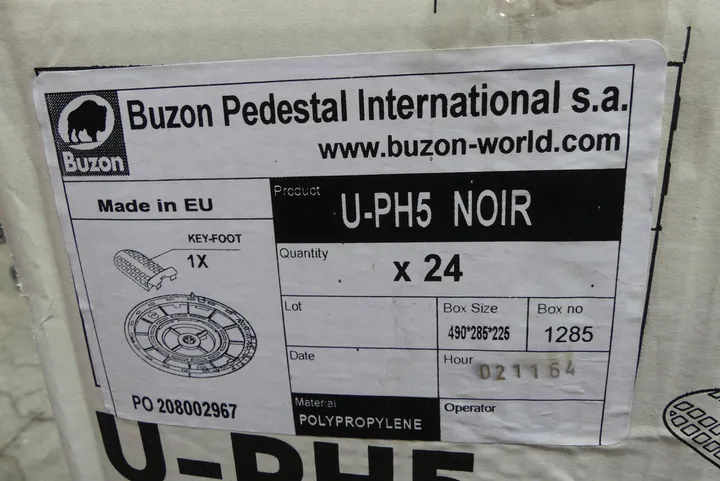 Buzon Pedestal International s.a.
www.buzon-world.com
Buzon
Made in EU
Product
U-PH5 NOIR
KEY-FOOT
1X
Quantity
x 24
Lot
Box Size
490*285*225
Box no
1285
Date
Hour
021164
PO 208002967
Material
POLYPROPYLENE
Operator
U-PH5